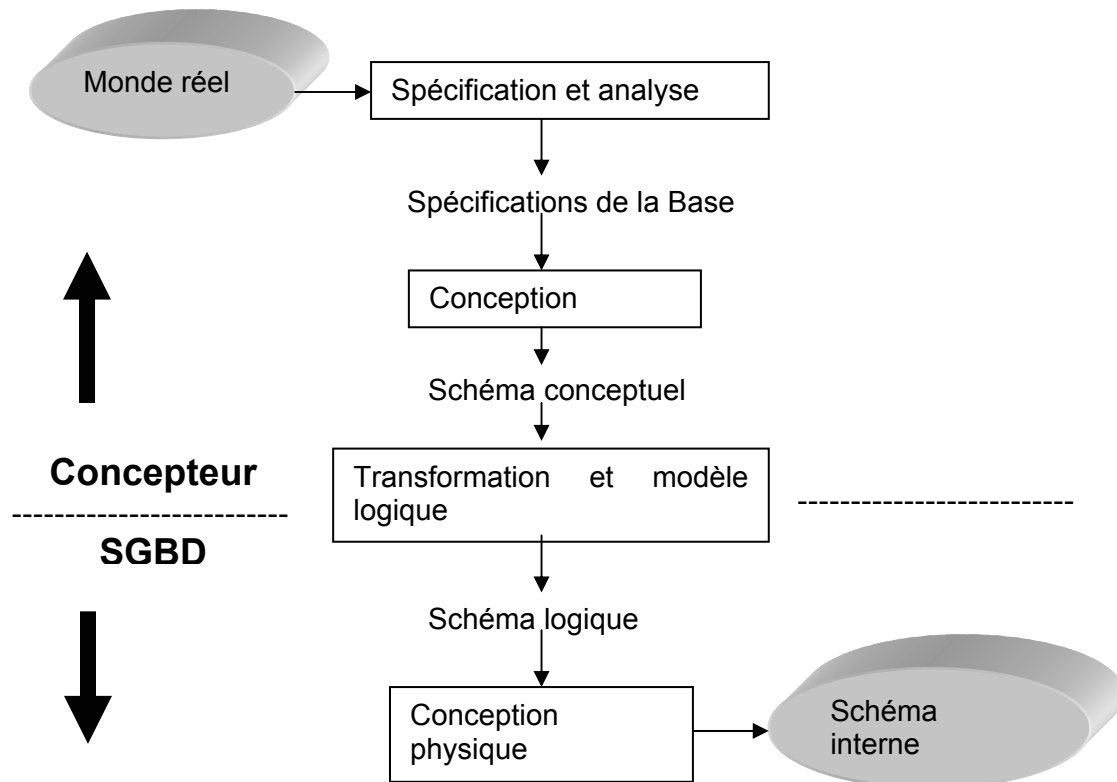 Monde réel
Spécification et analyse
Spécifications de la Base
Conception
Schéma conceptuel
Concepteur
Transformation et modèle
logique
---------------------------
---------------------------
SGBD
Schéma logique
Conception
physique
Schéma
interne